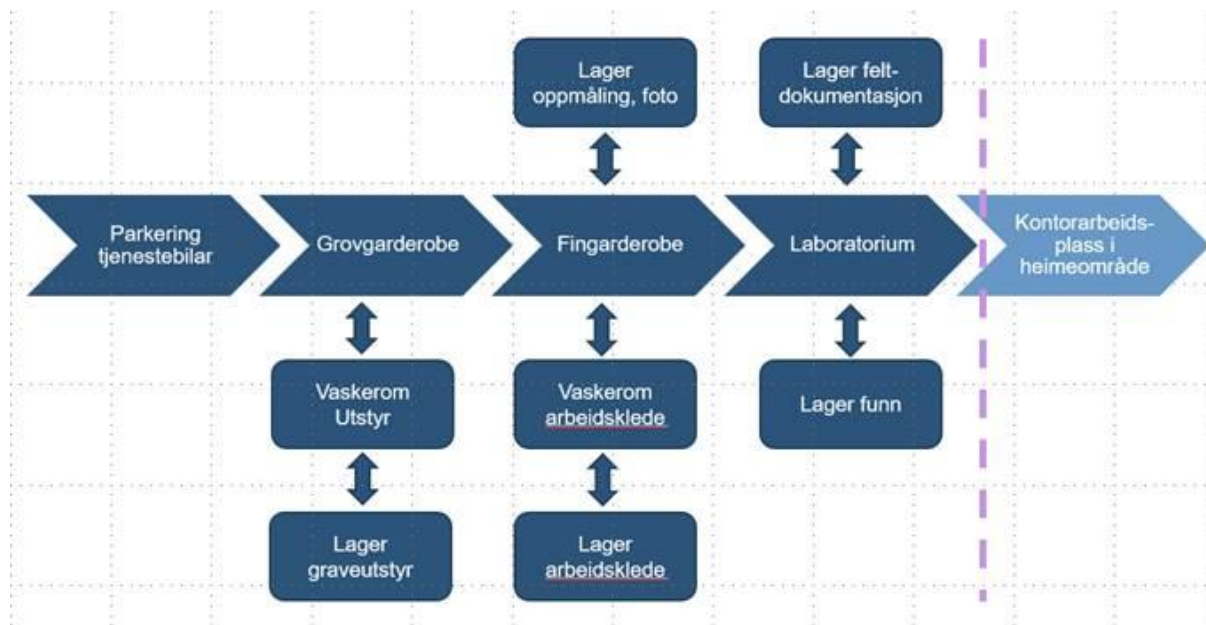 Lager
oppmåling, foto
Lager felt-
dokumentasjon
Parkering
tjenestebilar
Grovgarderobe
Fingarderobe
Laboratorium
Kontorarbeids-
plass i
heimeområde
Vaskerom
Utstyr
Vaskerom
arbeidsklede
Lager funn
Lager
graveutstyr
Lager
arbeidsklede